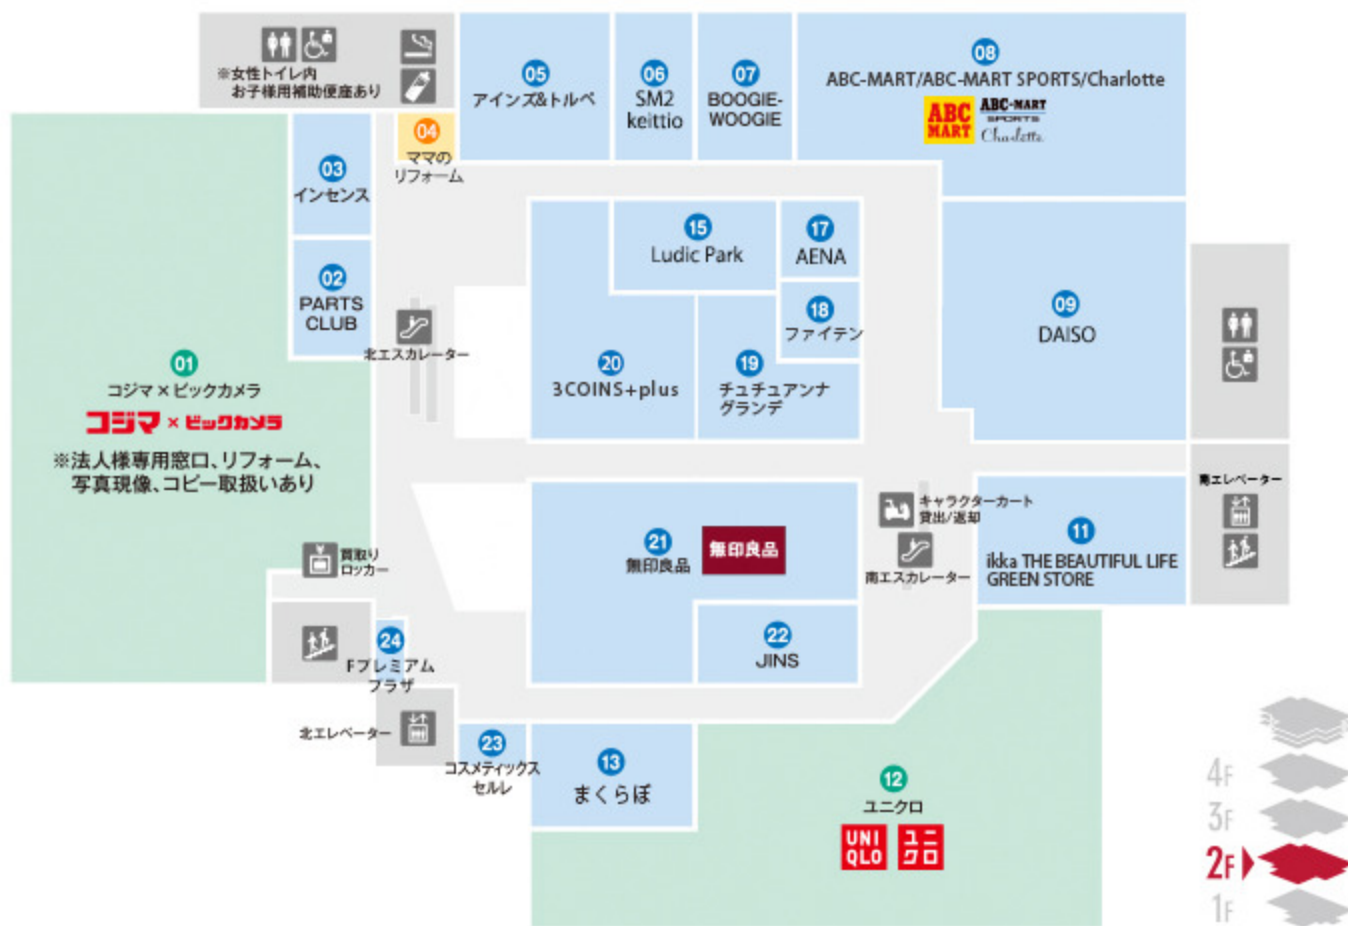 ※女性トイレ内
お子様用補助便座あり
05
アインズ&トルペ
06
SM2
keittio
07
BOOGIE-
WOOGIE
08
ABC-MART/ABC-MART SPORTS/Charlotte
ABC
MART
ABC-MART
SPORTS
Charlotte
04
ママの
リフォーム
03
インセンス
02
PARTS
CLUB
北エスカレーター
01
コジマ×ビックカメラ
コジマ×ビックカメラ
※法人様専用窓口、リフォーム、
写真現像、コピー取扱いあり
15
Ludic Park
17
AENA
18
ファイテン
20
3COINS+plus
19
チュチュアンナ
グランデ
09
DAISO
南エレベーター
キャラクターカート
貸出/返却
南エスカレーター
11
ikka THE BEAUTIFUL LIFE
GREEN STORE
21
無印良品
無印良品
22
JINS
買取り
ロッカー
24
Fプレミアム
プラザ
北エレベーター
23
コスメティックス
セルレ
13
まくらぼ
12
ユニクロ
UNI
QLO
ユニ
クロ
4F
3F
2F
1F